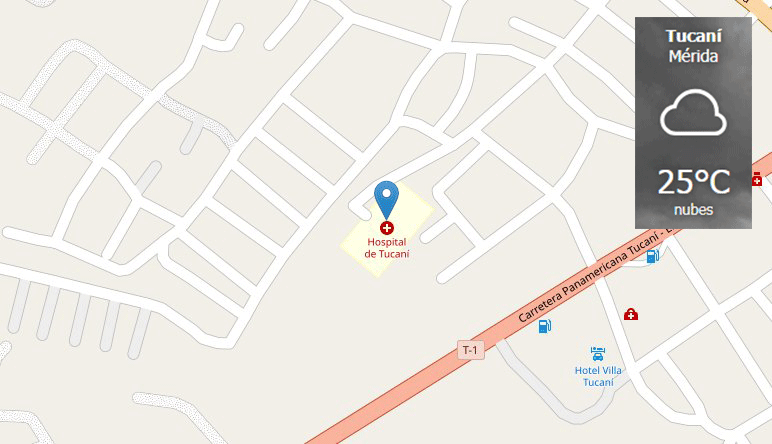 Tucaní
Mérida
25°C
nubes
Hospital
de Tucaní
Carretera Panamericana Tucaní - E
T-1
Hotel Villa
Tucaní